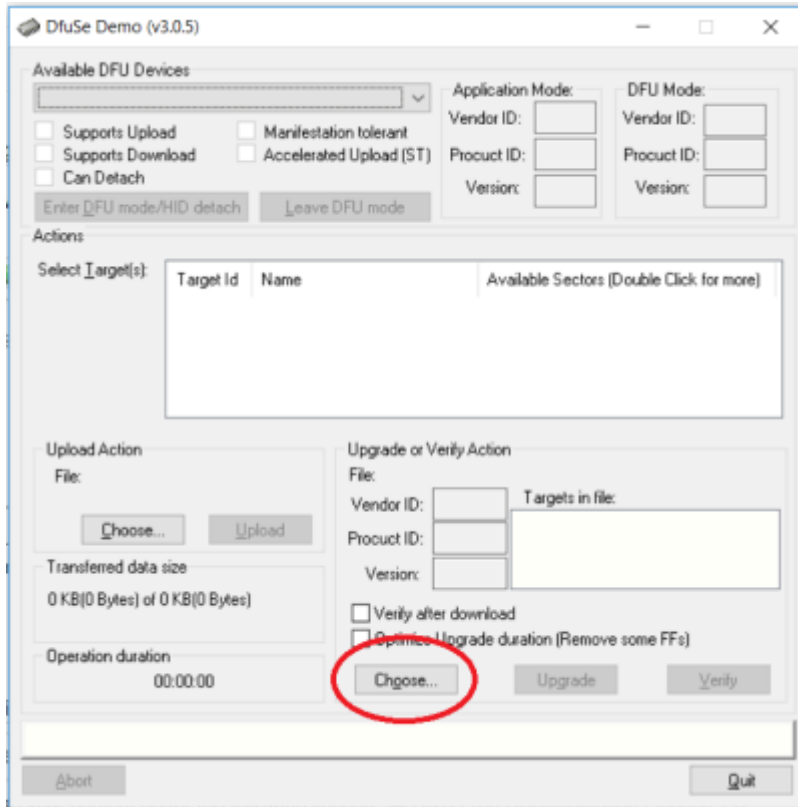 DfuSe Demo (v3.0.5)
Available DFU Devices
Supports Upload
Manifestation tolerant
Supports Download
Accelerated Upload (ST)
Can Detach
Enter DFU mode/HID detach
Leave DFU mode
Application Mode:
Vendor ID:
Procuct ID:
Version:
DFU Mode:
Vendor ID:
Procuct ID:
Version:
Actions
Select Target(s):
Target Id Name Available Sectors (Double Click for more)
Upload Action
File:
Choose... Upload
Transferred data size
0 KB(0 Bytes) of 0 KB(0 Bytes)
Operation duration
00:00:00
Upgrade or Verify Action
File:
Vendor ID:
Procuct ID:
Version:
Targets in file:
Verify after download
Optimize Upgrade duration (Remove some FFs)
Choose... Upgrade Verify
Abort Quit